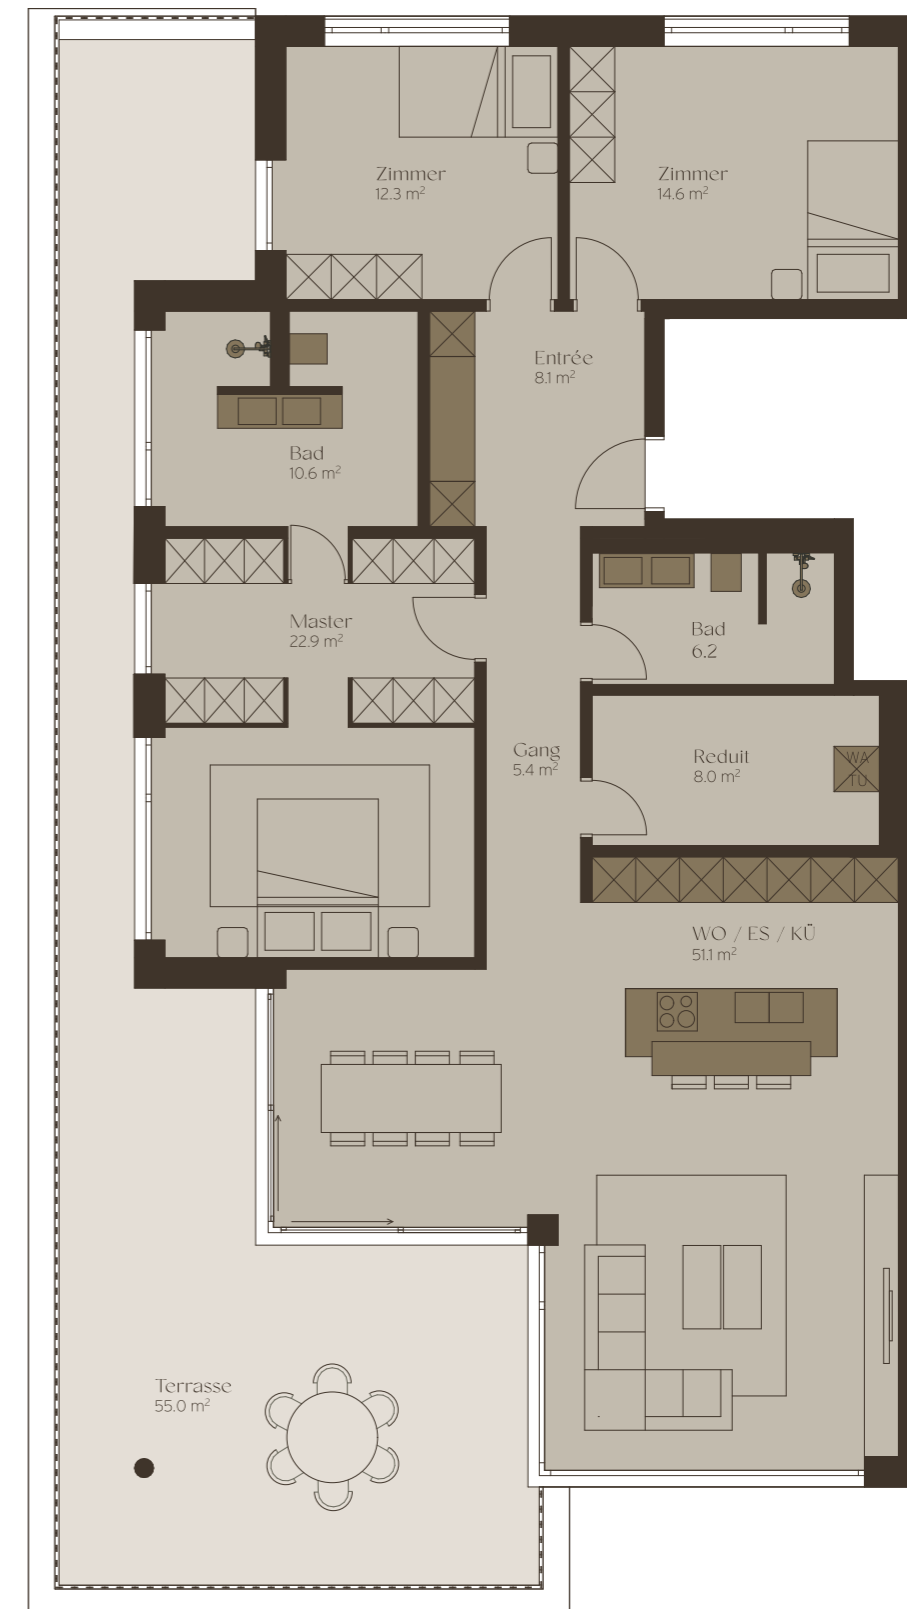 Zimmer
12.3 m²
Zimmer
14.6 m²
Entrée
8.1 m²
Bad
10.6 m²
Master
22.9 m²
Bad
6.2
Gang
5.4 m²
Reduit
8.0 m²
WA
TU
WO / ES / KÜ
51.1 m²
Terrasse
55.0 m²